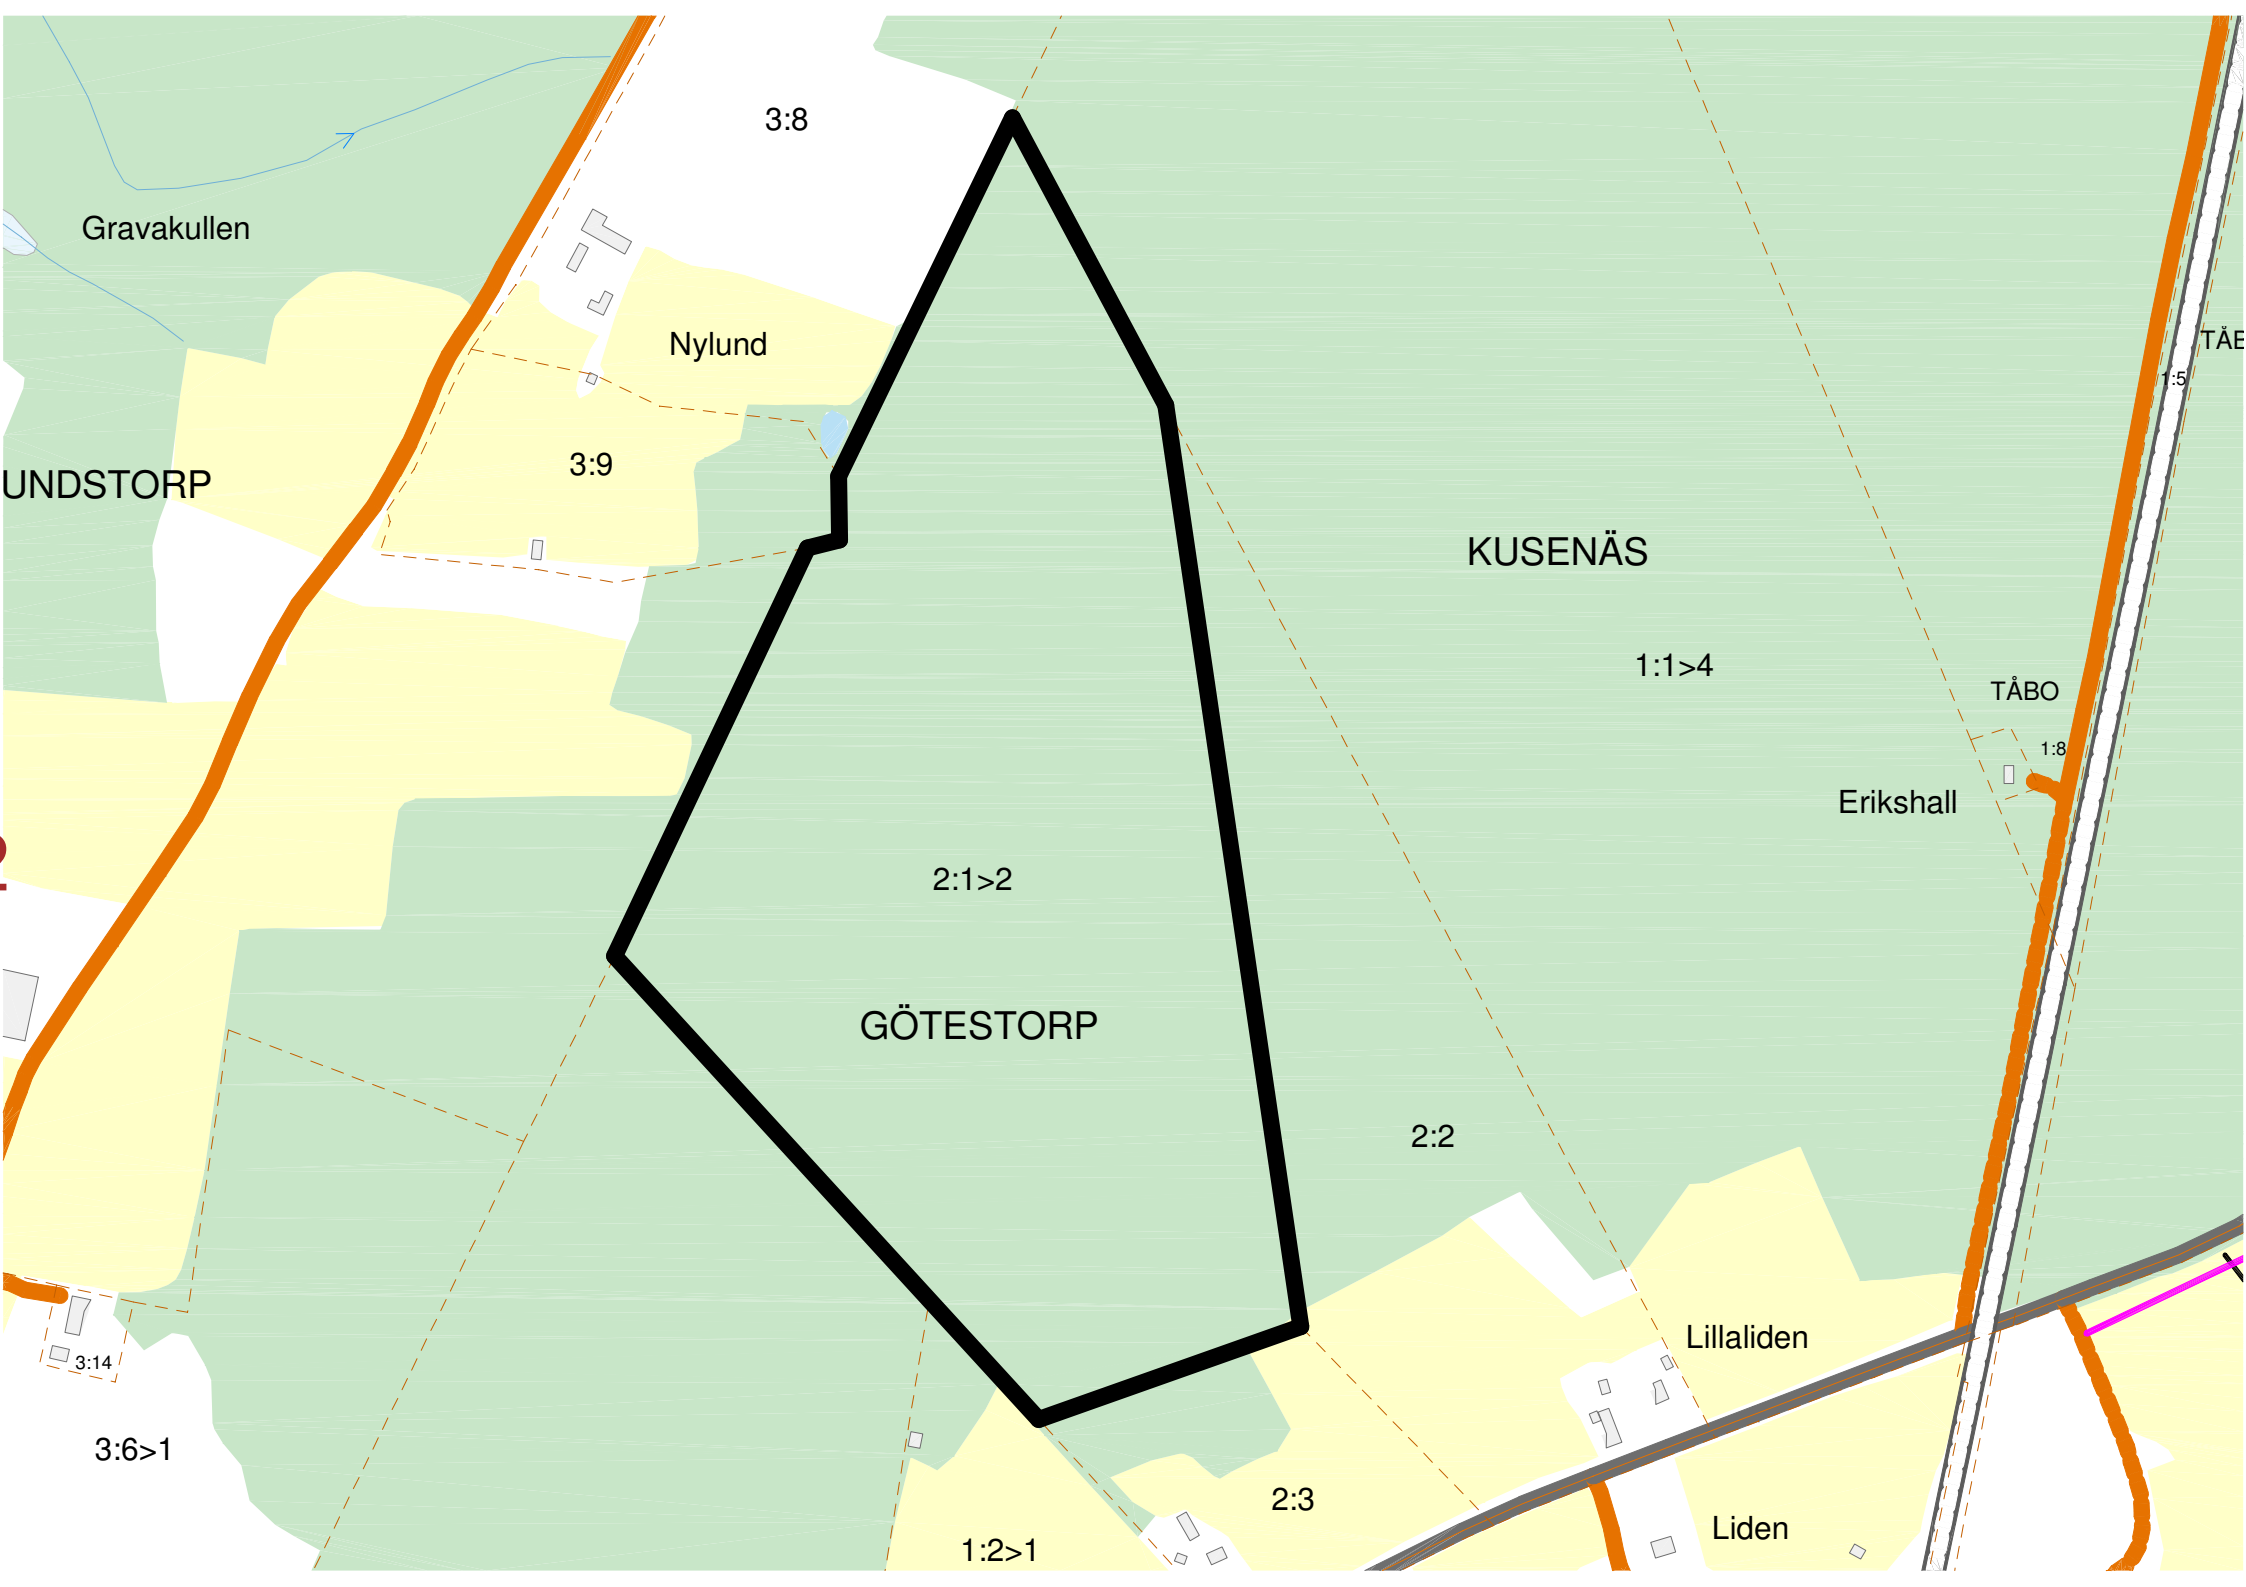 3:8
Gravakullen
TÅB
Nylund
1:5
3:9
UNDSTORP
KUSENÄS
1:1>4
TÅBO
1:8
Erikshall
2:1>2
GÖTESTORP
2:2
Lillaliden
3:14
3:6>1
2:3
Liden
1:2>1